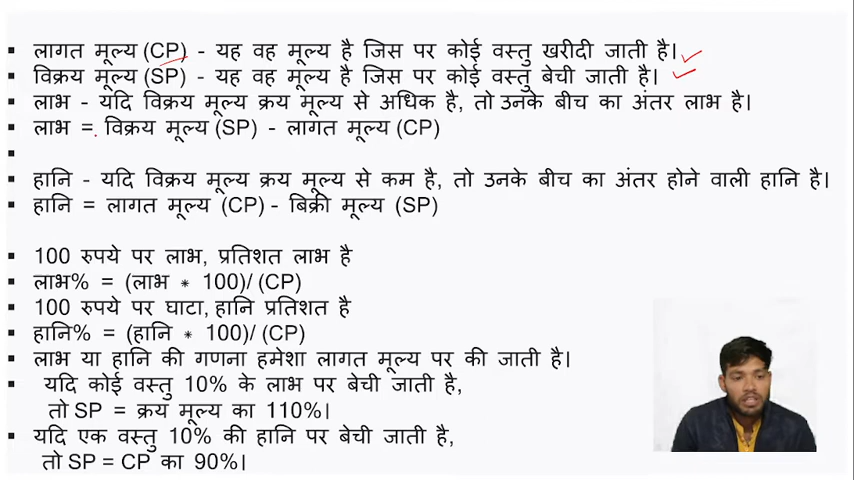 ▪ लागत मूल्य (CP) - यह वह मूल्य है जिस पर कोई वस्तु खरीदी जाती है।
▪ विक्रय मूल्य (SP) - यह वह मूल्य है जिस पर कोई वस्तु बेची जाती है।
▪ लाभ - यदि विक्रय मूल्य क्रय मूल्य से अधिक है, तो उनके बीच का अंतर लाभ है।
▪ लाभ = विक्रय मूल्य (SP) - लागत मूल्य (CP)
▪
▪ हानि - यदि विक्रय मूल्य क्रय मूल्य से कम है, तो उनके बीच का अंतर होने वाली हानि है।
▪ हानि = लागत मूल्य (CP) - बिक्री मूल्य (SP)
▪ 100 रुपये पर लाभ, प्रतिशत लाभ है
▪ लाभ% = (लाभ * 100)/ (CP)
▪ 100 रुपये पर घाटा, हानि प्रतिशत है
▪ हानि% = (हानि * 100)/ (CP)
▪ लाभ या हानि की गणना हमेशा लागत मूल्य पर की जाती है।
▪ यदि कोई वस्तु 10% के लाभ पर बेची जाती है,
तो SP = क्रय मूल्य का 110%।
▪ यदि एक वस्तु 10% की हानि पर बेची जाती है,
तो SP = CP का 90%।